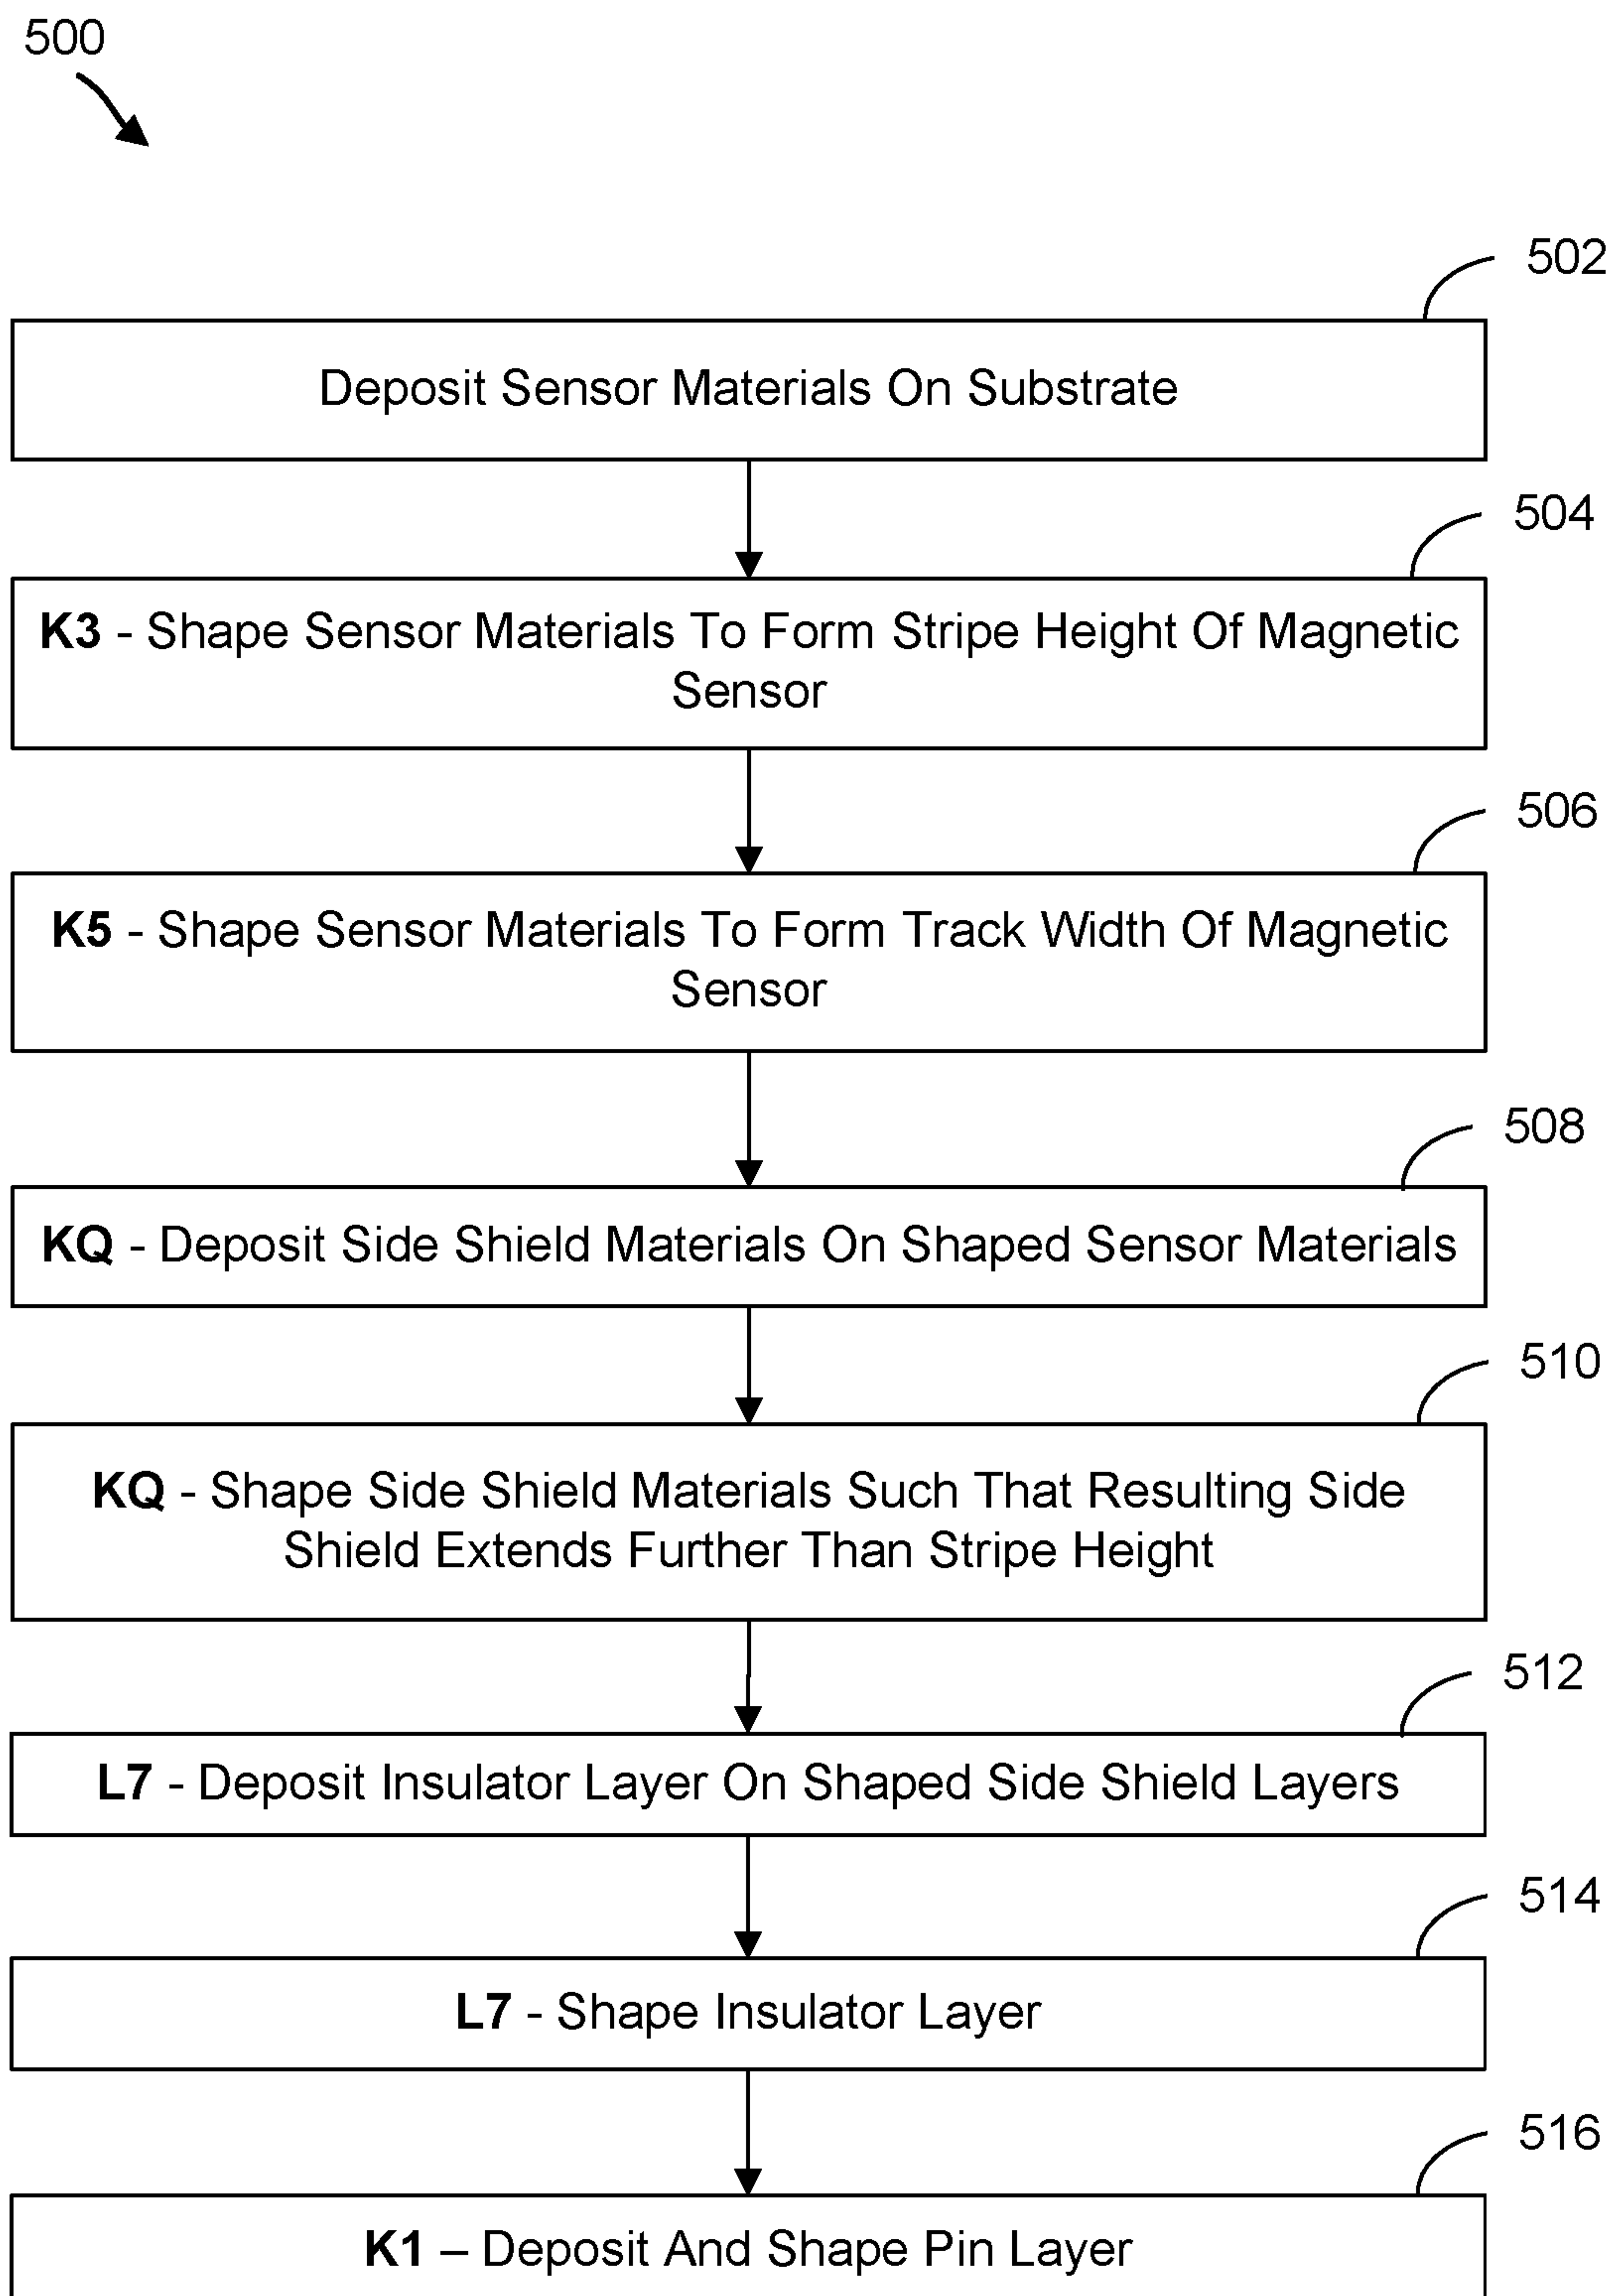 500
502
Deposit Sensor Materials On Substrate
504
K3 - Shape Sensor Materials To Form Stripe Height Of Magnetic
Sensor
506
K5 - Shape Sensor Materials To Form Track Width Of Magnetic
Sensor
508
KQ - Deposit Side Shield Materials On Shaped Sensor Materials
510
KQ - Shape Side Shield Materials Such That Resulting Side
Shield Extends Further Than Stripe Height
512
L7 - Deposit Insulator Layer On Shaped Side Shield Layers
514
L7 - Shape Insulator Layer
516
K1 – Deposit And Shape Pin Layer